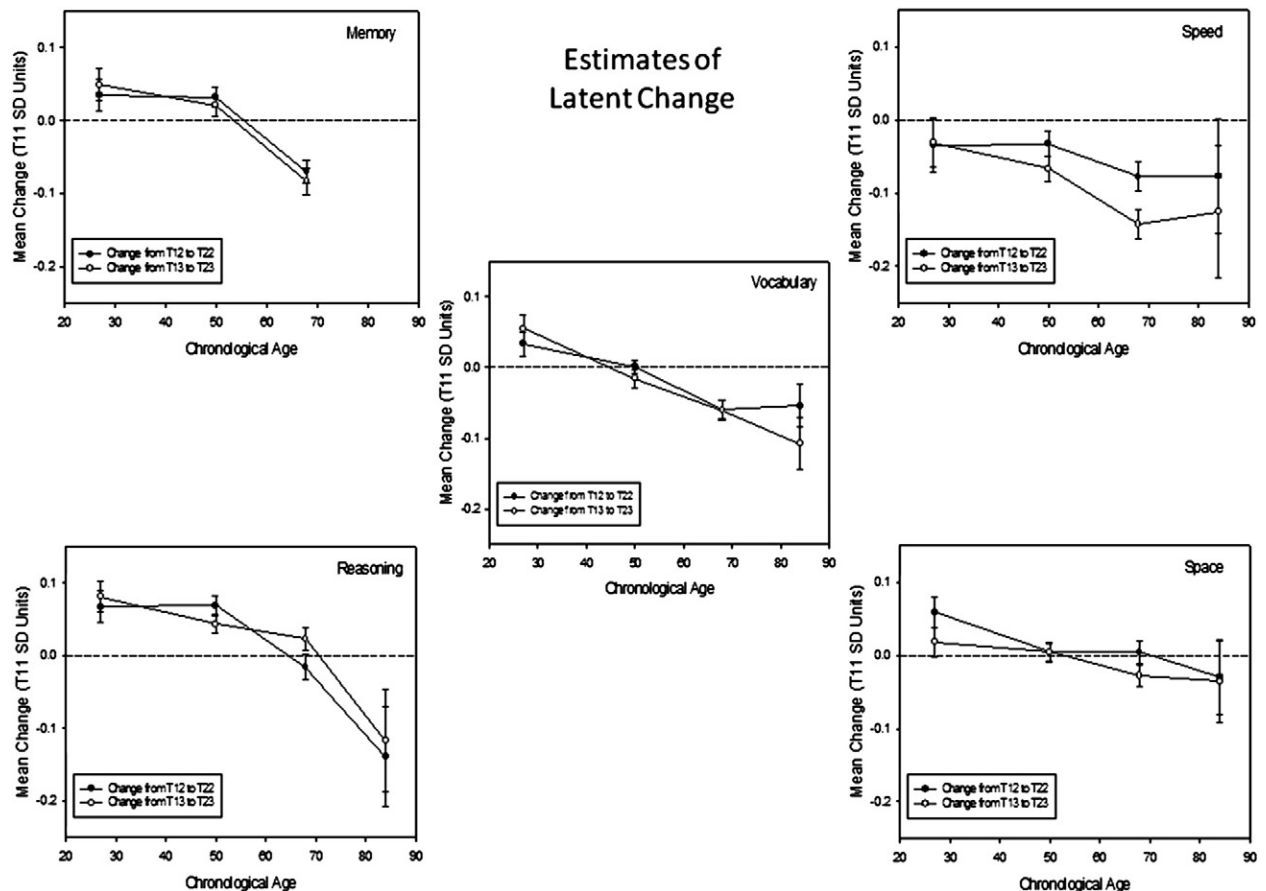 Memory
Mean Change (T11 SD Units)
0.1
0.0
-0.1
-0.2
Change from T12 to T22
Change from T13 to T23
20 30 40 50 60 70 80 90
Chronological Age
Estimates of
Latent Change
Speed
Mean Change (T11 SD Units)
0.1
0.0
-0.1
-0.2
Change from T12 to T22
Change from T13 to T23
20 30 40 50 60 70 80 90
Chronological Age
Vocabulary
Mean Change (T11 SD Units)
0.1
0.0
-0.1
-0.2
Change from T12 to T22
Change from T13 to T23
20 30 40 50 60 70 80 90
Chronological Age
Reasoning
Mean Change (T11 SD Units)
0.1
0.0
-0.1
-0.2
Change from T12 to T22
Change from T13 to T23
20 30 40 50 60 70 80 90
Chronological Age
Space
Mean Change (T11 SD Units)
0.1
0.0
-0.1
-0.2
Change from T12 to T22
Change from T13 to T23
20 30 40 50 60 70 80 90
Chronological Age